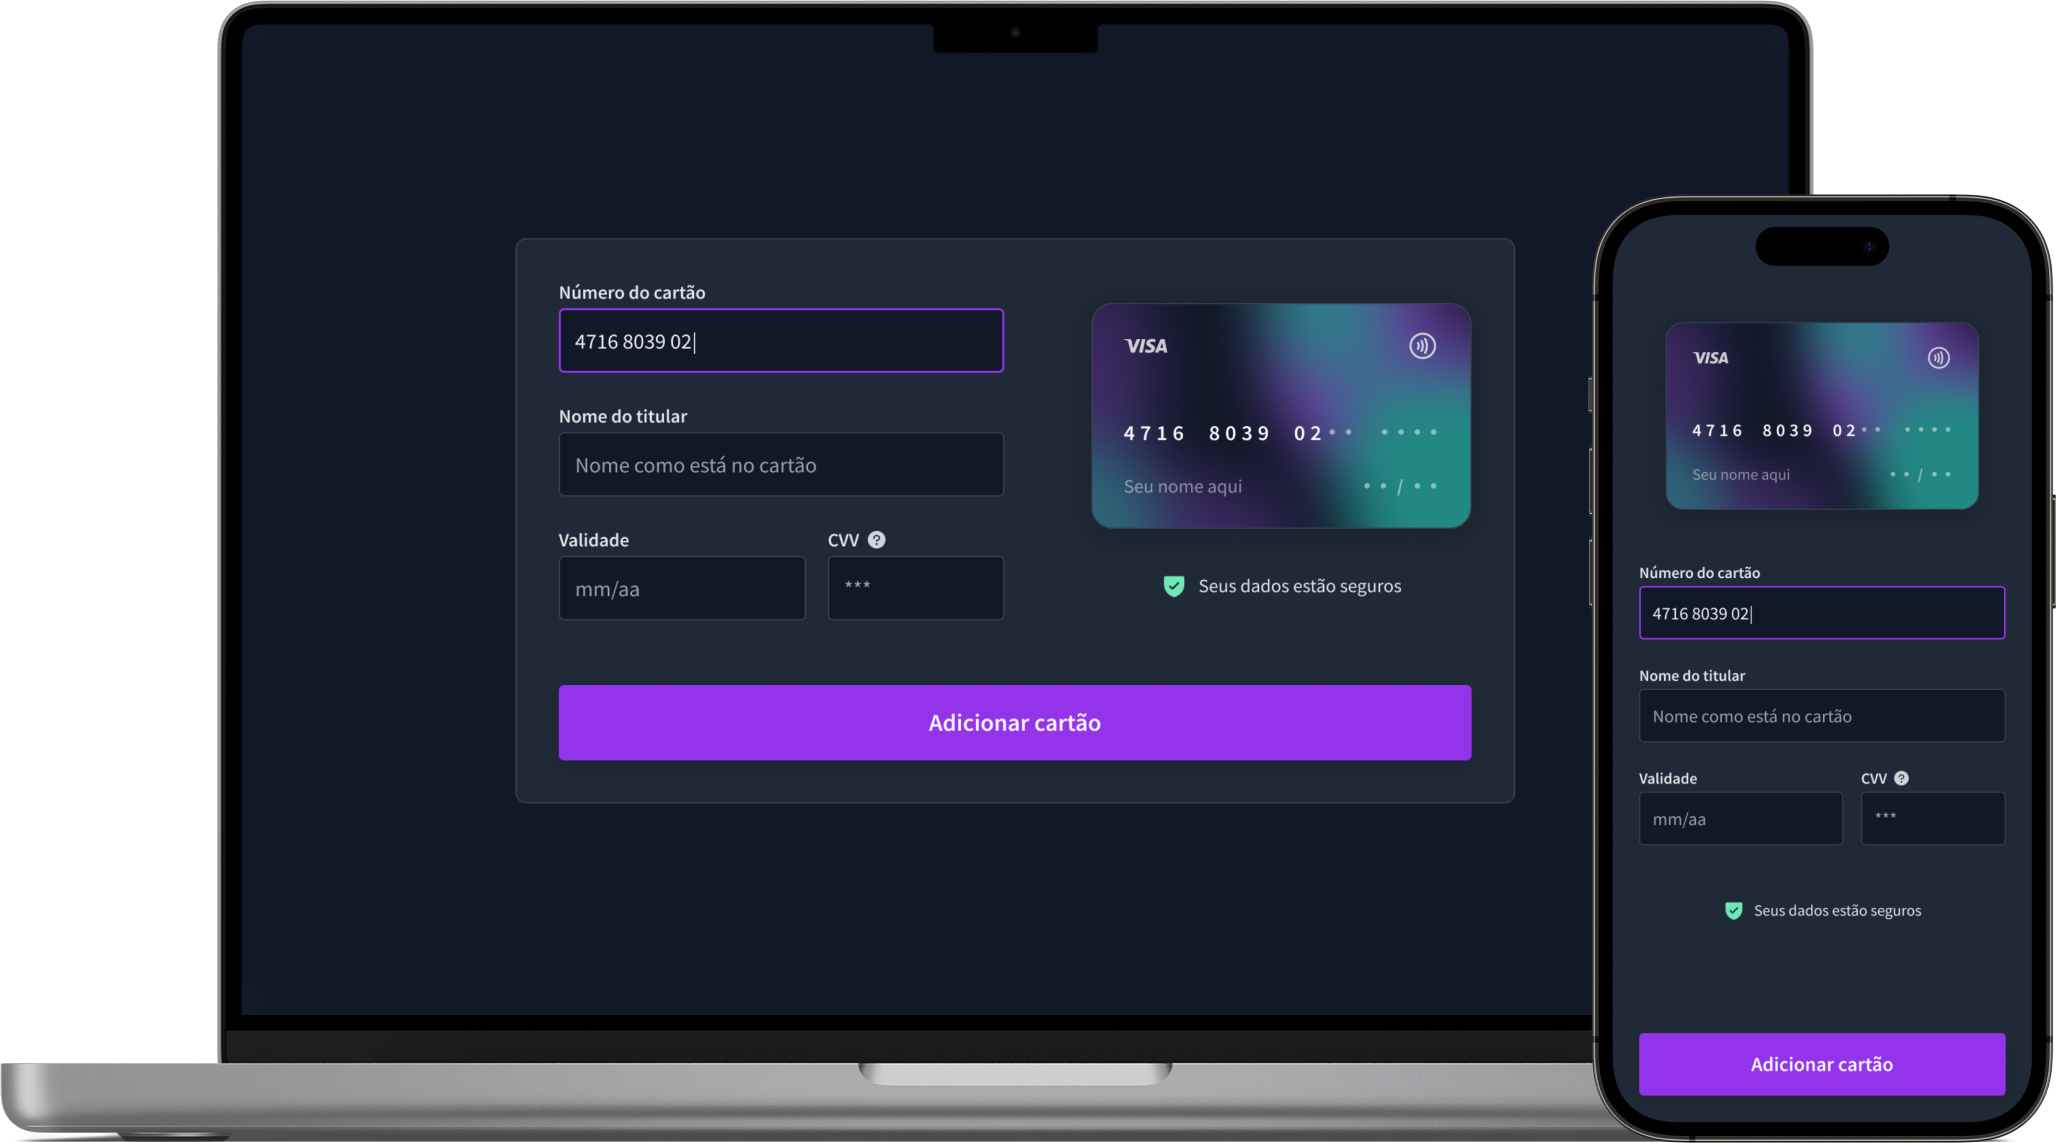 Número do cartão
4716 8039 02
Nome do titular
Nome como está no cartão
Validade
CVV ?
mm/aa
***
VISA
4716 8039 02•• ••••
Seu nome aqui
••/••
Seus dados estão seguros
Adicionar cartão
VISA
4716 8039 02•• ••••
Seu nome aqui
••/••
Número do cartão
4716 8039 02
Nome do titular
Nome como está no cartão
Validade
CVV ?
mm/aa
***
Seus dados estão seguros
Adicionar cartão